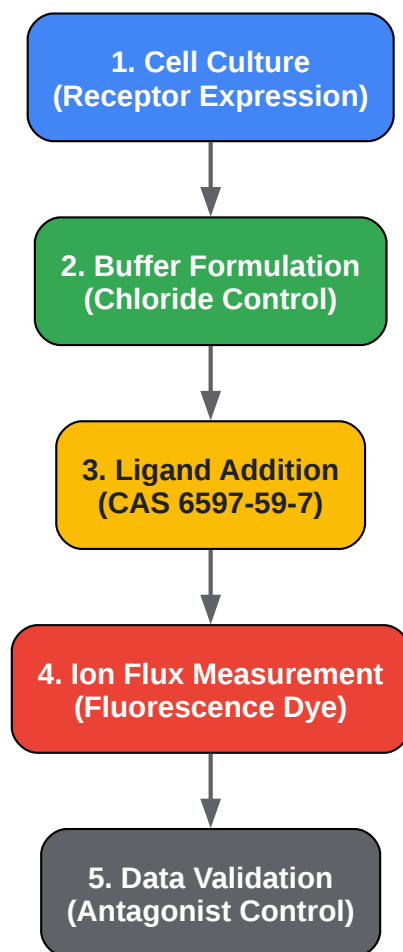 1. Cell Culture
(Receptor Expression)
2. Buffer Formulation
(Chloride Control)
3. Ligand Addition
(CAS 6597-59-7)
4. Ion Flux Measurement
(Fluorescence Dye)
5. Data Validation
(Antagonist Control)